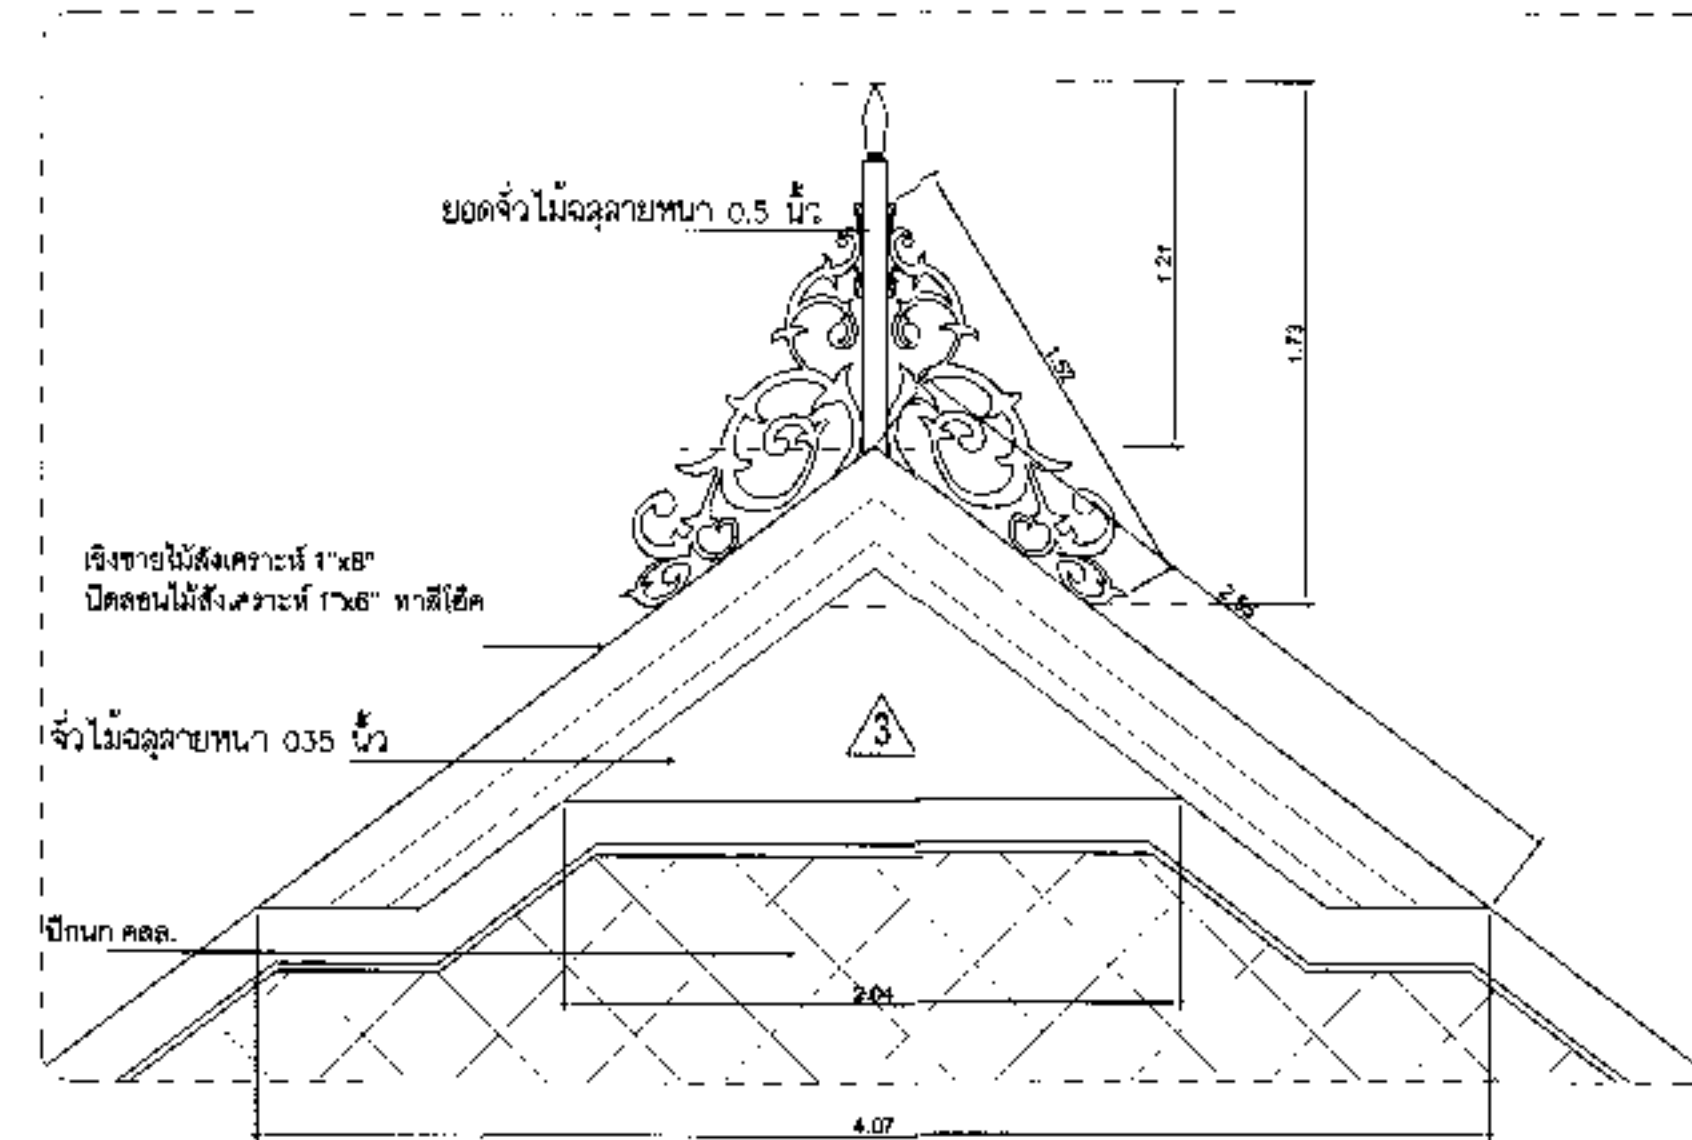 ยอดจั่วไม้ฉลุลายหนา 0.5 นิ้ว
1.21
1.73
1.57
เชิงชายไม้สังเคราะห์ 1"x8"
ปิดลอนไม้สังเคราะห์ 1"x6" ทาสีโอ๊ค
2.55
3
จั่วไม้ฉลุลายหนา 035 นิ้ว
ปีกนก คสล.
2.04
4.07